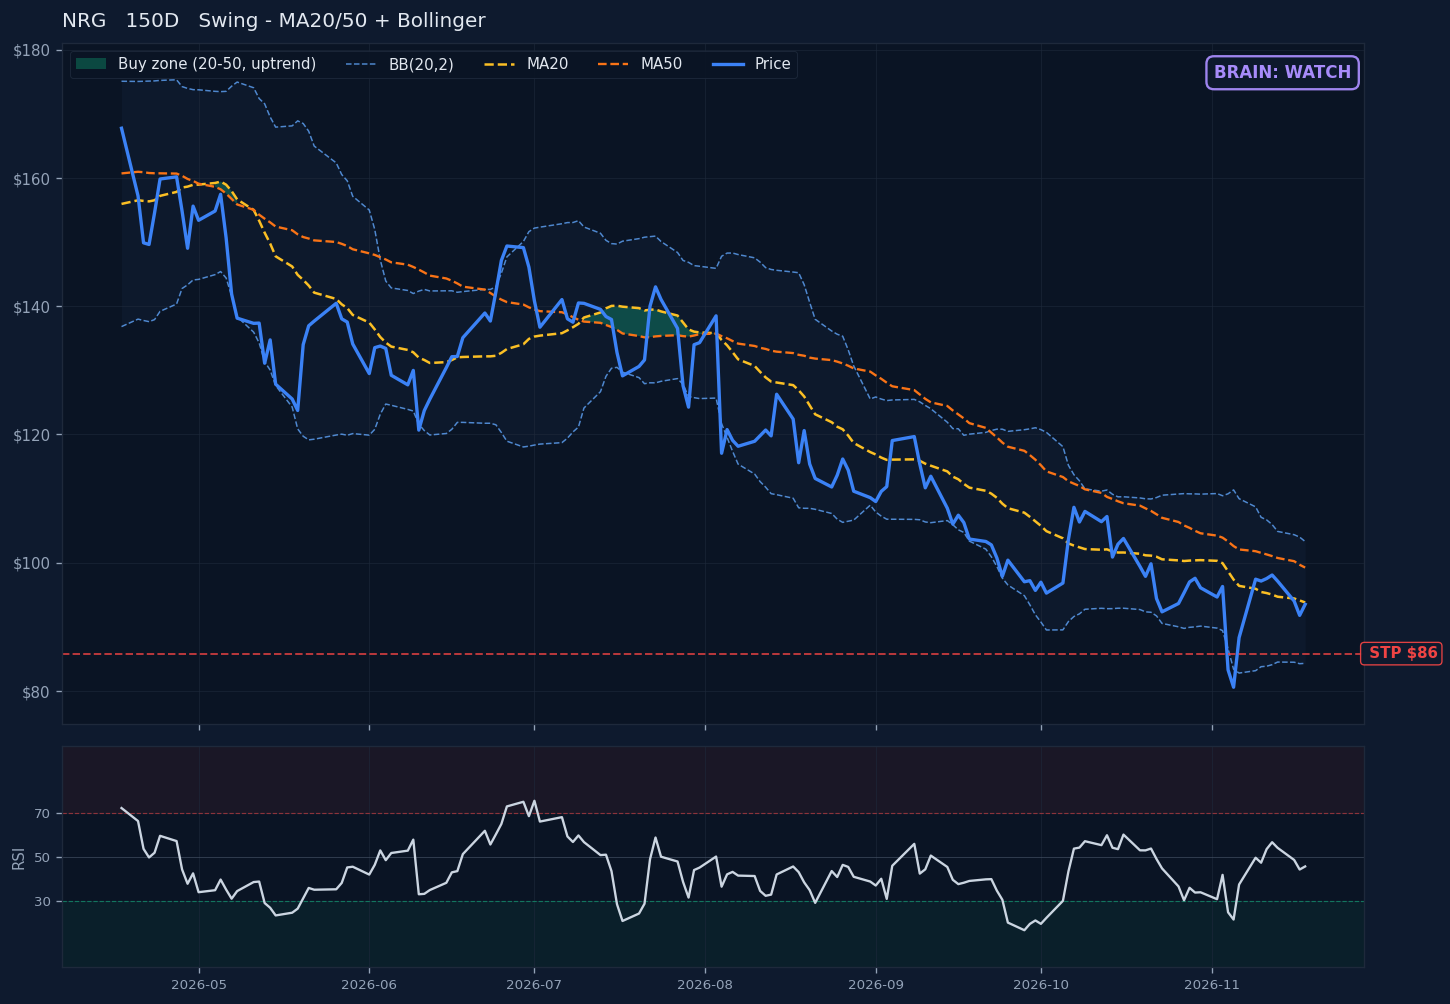 NRG   150D   Swing - MA20/50 + Bollinger
Buy zone (20-50, uptrend)   BB(20,2)   MA20   MA50   Price
BRAIN: WATCH
$180
$160
$140
$120
$100
$80
STP $86
RSI
70
50
30
2026-05   2026-06   2026-07   2026-08   2026-09   2026-10   2026-11